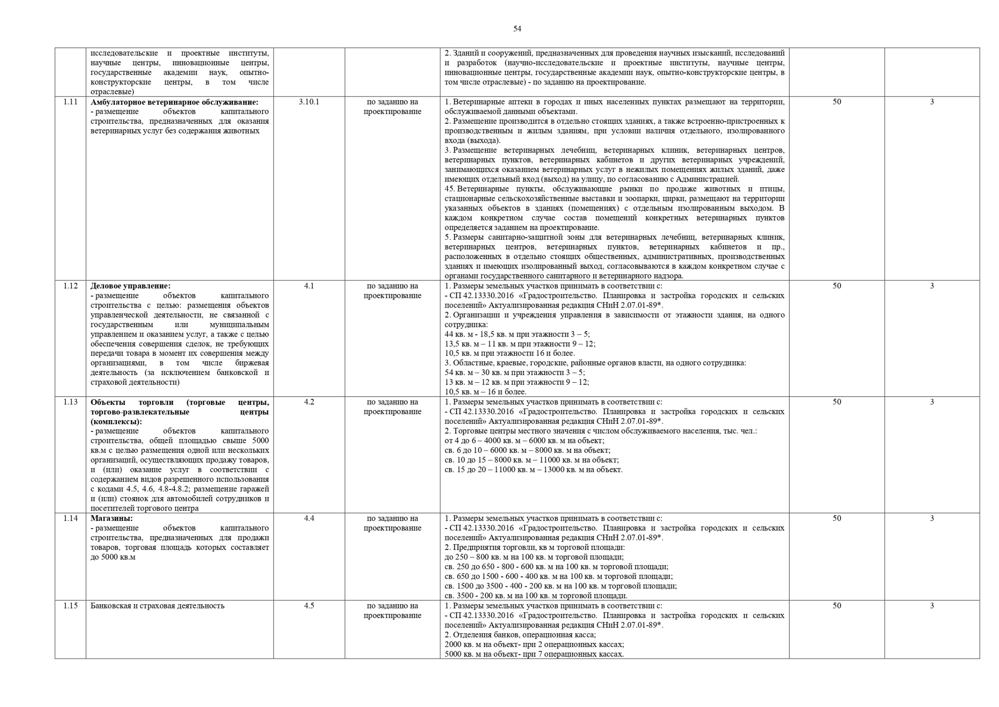 54
исследовательские и проектные институты,
научные центры, инновационные центры,
государственные академии наук, опытно-
конструкторские центры, в том числе
отраслевые)
2. Зданий и сооружений, предназначенных для проведения научных изысканий, исследований
и разработок (научно-исследовательские и проектные институты, научные центры,
инновационные центры, государственные академии наук, опытно-конструкторские центры, в
том числе отраслевые) - по заданию на проектирование.
1.11
Амбулаторное ветеринарное обслуживание:
- размещение объектов капитального
строительства, предназначенных для оказания
ветеринарных услуг без содержания животных
3.10.1
по заданию на
проектирование
1. Ветеринарные аптеки в городах и иных населенных пунктах размещают на территории,
обслуживаемой данными объектами.
2. Размещение производится в отдельно стоящих зданиях, а также встроенно-пристроенных к
производственным и жилым зданиям, при условии наличия отдельного, изолированного
входа (выхода).
3. Размещение ветеринарных лечебниц, ветеринарных клиник, ветеринарных центров,
ветеринарных пунктов, ветеринарных кабинетов и других ветеринарных учреждений,
занимающихся оказанием ветеринарных услуг в нежилых помещениях жилых зданий, даже
имеющих отдельный вход (выход) на улицу, по согласованию с Администрацией.
45. Ветеринарные пункты, обслуживающие рынки по продаже животных и птицы,
стационарные сельскохозяйственные выставки и зоопарки, цирки, размещают на территории
указанных объектов в зданиях (помещениях) с отдельным изолированным выходом. В
каждом конкретном случае состав помещений конкретных ветеринарных пунктов
определяется заданием на проектирование.
5. Размеры санитарно-защитной зоны для ветеринарных лечебниц, ветеринарных клиник,
ветеринарных центров, ветеринарных пунктов, ветеринарных кабинетов и пр.,
расположенных в отдельно стоящих общественных, административных, производственных
зданиях и имеющих изолированный выход, согласовываются в каждом конкретном случае с
органами государственного санитарного и ветеринарного надзора.
50
3
1.12
Деловое управление:
- размещение объектов капитального
строительства с целью: размещения объектов
управленческой деятельности, не связанной с
государственным или муниципальным
управлением и оказанием услуг, а также с целью
обеспечения совершения сделок, не требующих
передачи товара в момент их совершения между
организациями, в том числе биржевая
деятельность (за исключением банковской и
страховой деятельности)
4.1
по заданию на
проектирование
1. Размеры земельных участков принимать в соответствии с:
- СП 42.13330.2016 «Градостроительство. Планировка и застройка городских и сельских
поселений» Актуализированная редакция СНиН 2.07.01-89*.
2. Организации и учреждения управления в зависимости от этажности здания, на одного
сотрудника:
44 кв. м - 18,5 кв. м при этажности 3 – 5;
13,5 кв. м – 11 кв. м при этажности 9 – 12;
10,5 кв. м при этажности 16 и более.
3. Областные, краевые, городские, районные органов власти, на одного сотрудника:
54 кв. м – 30 кв. м при этажности 3 – 5;
13 кв. м – 12 кв. м при этажности 9 – 12;
10,5 кв. м – 16 и более.
50
3
1.13
Объекты торговли (торговые центры,
торгово-развлекательные центры
(комплексы):
- размещение объектов капитального
строительства, общей площадью свыше 5000
кв.м с целью размещения одной или нескольких
организаций, осуществляющих продажу товаров,
и (или) оказание услуг в соответствии с
содержанием видов разрешенного использования
с кодами 4.5, 4.6, 4.8-4.8.2; размещение гаражей
и (или) стоянок для автомобилей сотрудников и
посетителей торгового центра
4.2
по заданию на
проектирование
1. Размеры земельных участков принимать в соответствии с:
- СП 42.13330.2016 «Градостроительство. Планировка и застройка городских и сельских
поселений» Актуализированная редакция СНиН 2.07.01-89*.
2. Торговые центры местного значения с числом обслуживаемого населения, тыс. чел.:
от 4 до 6 – 4000 кв. м – 6000 кв. м на объект;
св. 6 до 10 – 6000 кв. м – 8000 кв. м на объект;
св. 10 до 15 – 8000 кв. м – 11000 кв. м на объект;
св. 15 до 20 – 11000 кв. м – 13000 кв. м на объект.
50
3
1.14
Магазины:
- размещение объектов капитального
строительства, предназначенных для продажи
товаров, торговая площадь которых составляет
до 5000 кв.м
4.4
по заданию на
проектирование
1. Размеры земельных участков принимать в соответствии с:
- СП 42.13330.2016 «Градостроительство. Планировка и застройка городских и сельских
поселений» Актуализированная редакция СНиН 2.07.01-89*.
2. Предприятия торговли, кв м торговой площади:
до 250 – 800 кв. м на 100 кв. м торговой площади;
св. 250 до 650 - 800 - 600 кв. м на 100 кв. м торговой площади;
св. 650 до 1500 - 600 - 400 кв. м на 100 кв. м торговой площади;
св. 1500 до 3500 - 400 - 200 кв. м на 100 кв. м торговой площади;
св. 3500 - 200 кв. м на 100 кв. м торговой площади.
50
3
1.15
Банковская и страховая деятельность
4.5
по заданию на
проектирование
1. Размеры земельных участков принимать в соответствии с:
- СП 42.13330.2016 «Градостроительство. Планировка и застройка городских и сельских
поселений» Актуализированная редакция СНиН 2.07.01-89*.
2. Отделения банков, операционная касса;
2000 кв. м на объект- при 2 операционных кассах;
5000 кв. м на объект- при 7 операционных кассах.
50
3